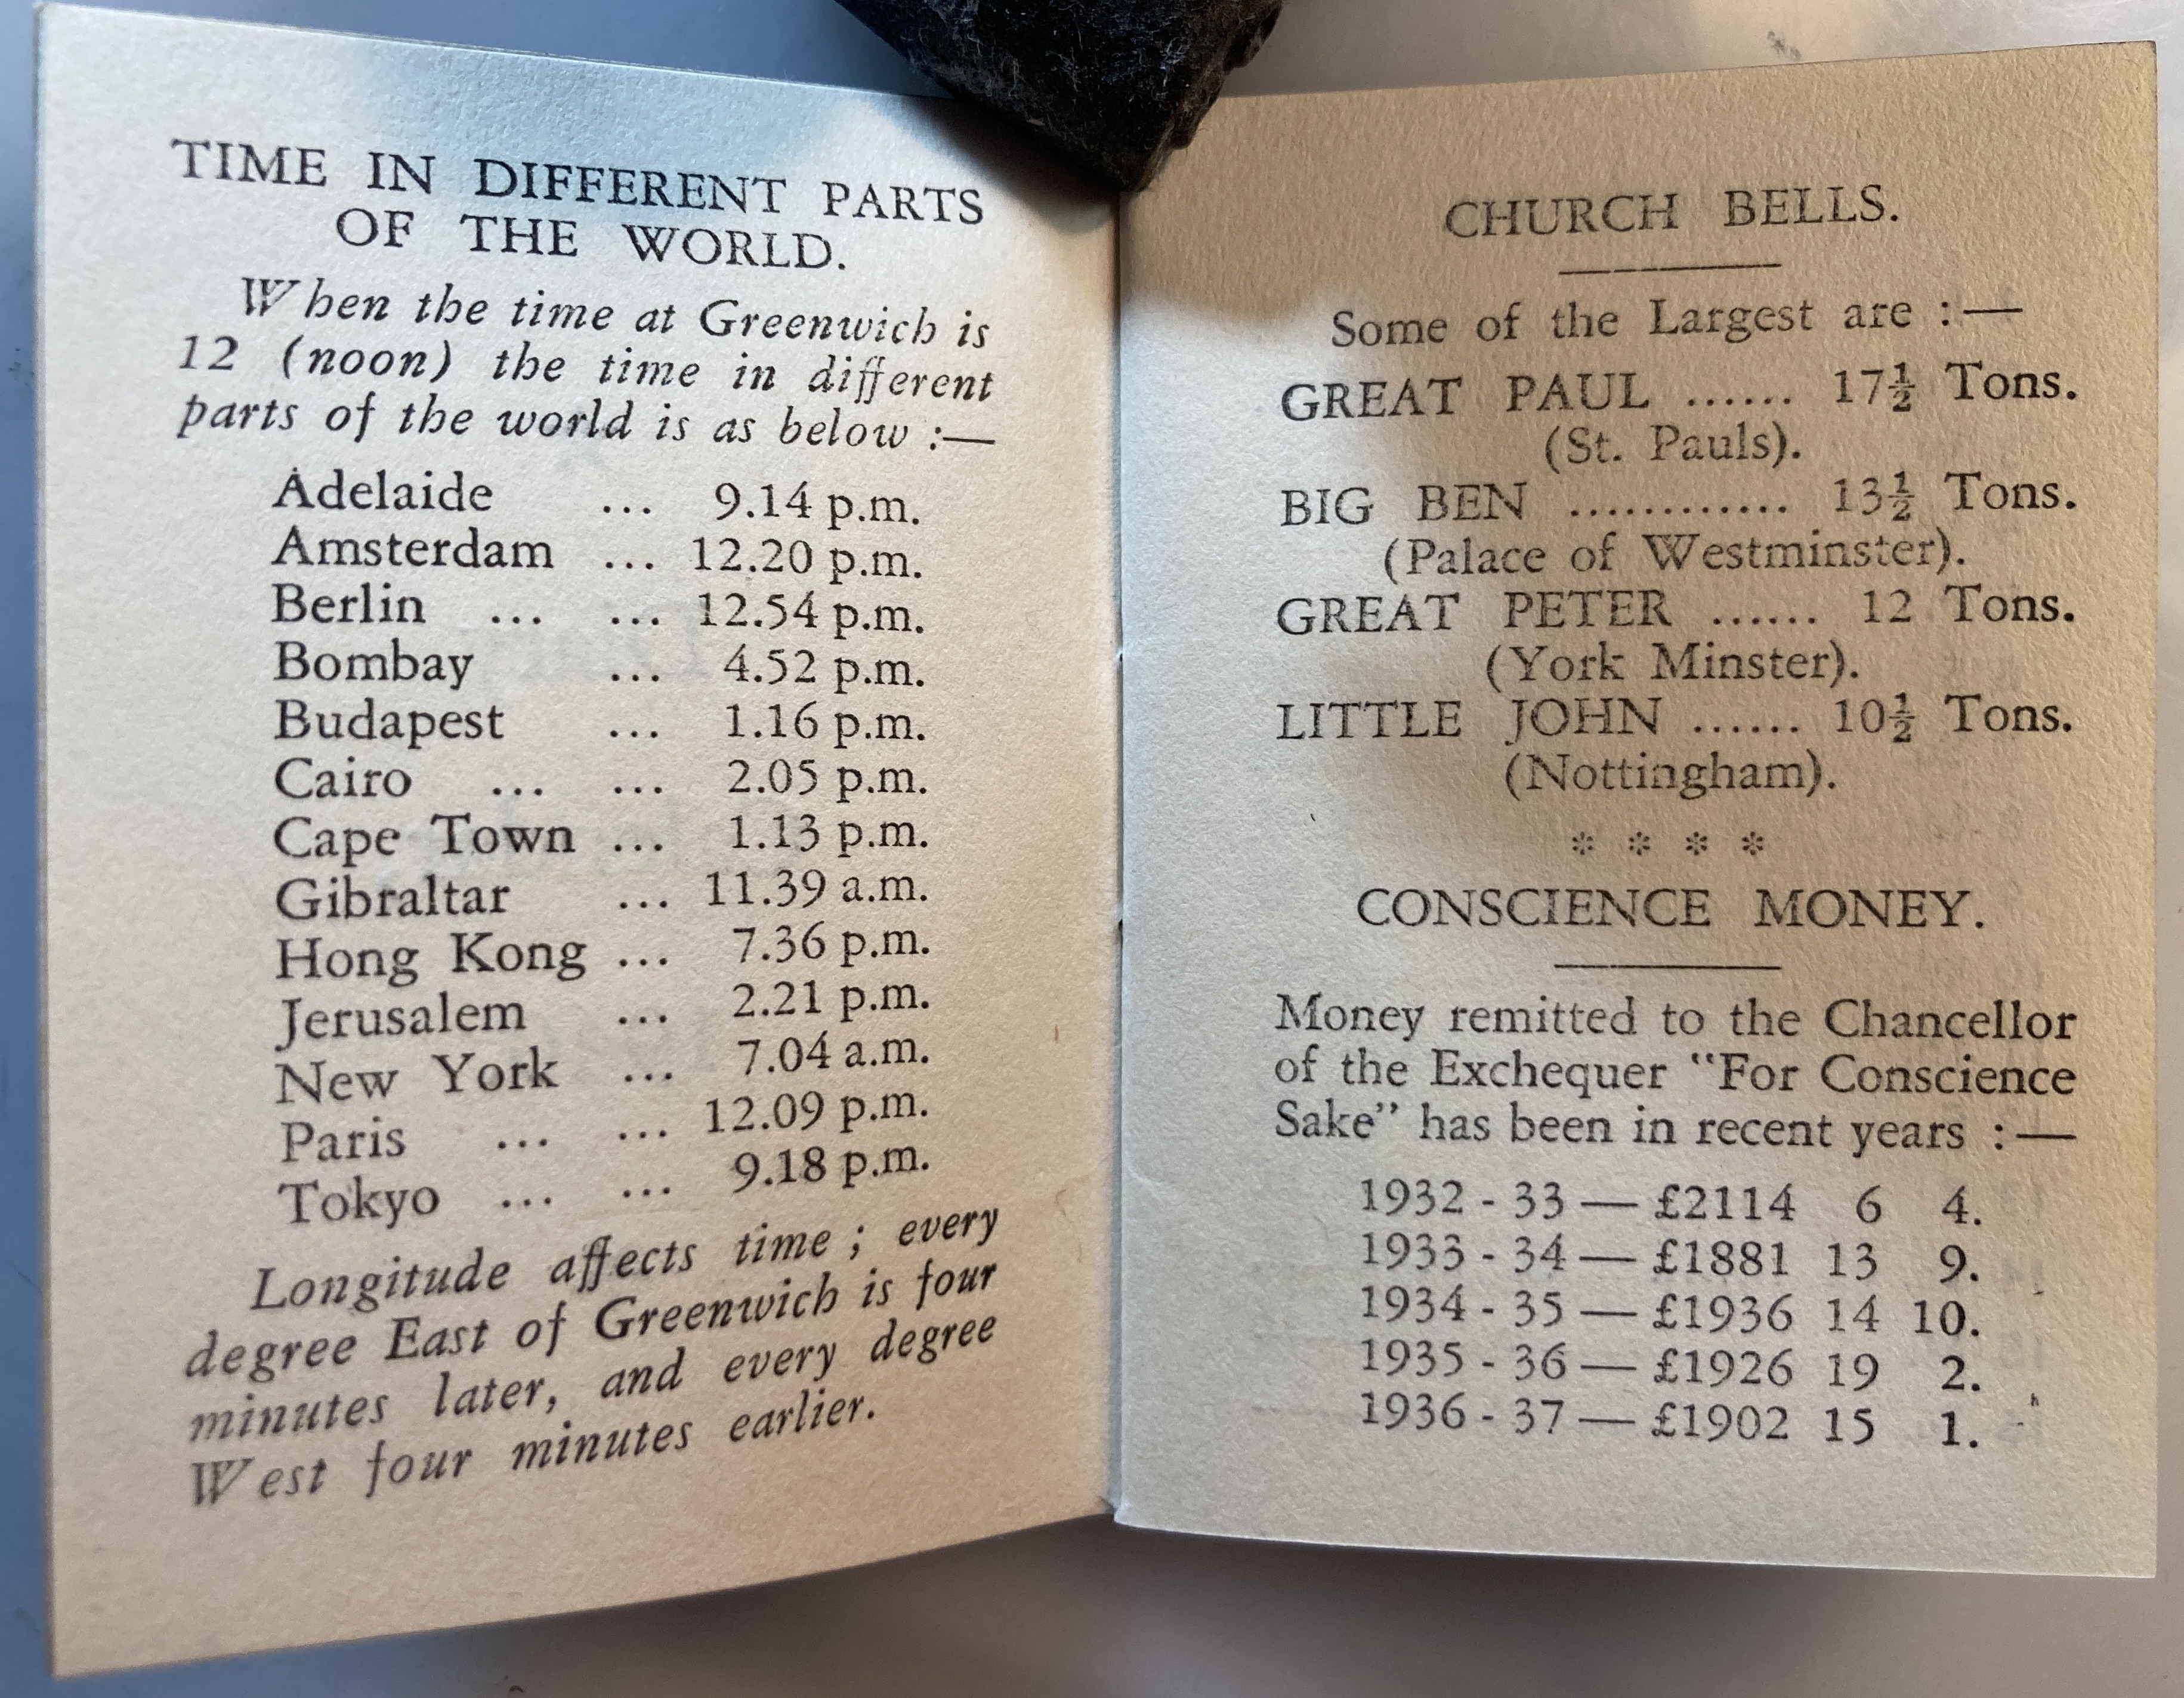 TIME IN DIFFERENT PARTS
OF THE WORLD.
When the time at Greenwich is
12 (noon) the time in different
parts of the world is as below :—
Adelaide ... 9.14 p.m.
Amsterdam ... 12.20 p.m.
Berlin ... ... 12.54 p.m.
Bombay ... 4.52 p.m.
Budapest ... 1.16 p.m.
Cairo ... ... 2.05 p.m.
Cape Town ... 1.13 p.m.
Gibraltar ... 11.39 a.m.
Hong Kong ... 7.36 p.m.
Jerusalem ... 2.21 p.m.
New York ... 7.04 a.m.
Paris ... ... 12.09 p.m.
Tokyo ... ... 9.18 p.m.
Longitude affects time ; every
degree East of Greenwich is four
minutes later, and every degree
West four minutes earlier.
CHURCH BELLS.
Some of the Largest are :—
GREAT PAUL ...... 17½ Tons.
(St. Pauls).
BIG BEN ............ 13½ Tons.
(Palace of Westminster).
GREAT PETER ...... 12 Tons.
(York Minster).
LITTLE JOHN ...... 10½ Tons.
(Nottingham).
* * * *
CONSCIENCE MONEY.
Money remitted to the Chancellor
of the Exchequer "For Conscience
Sake" has been in recent years :—
1932 - 33 — £2114 6 4.
1933 - 34 — £1881 13 9.
1934 - 35 — £1936 14 10.
1935 - 36 — £1926 19 2.
1936 - 37 — £1902 15 1.